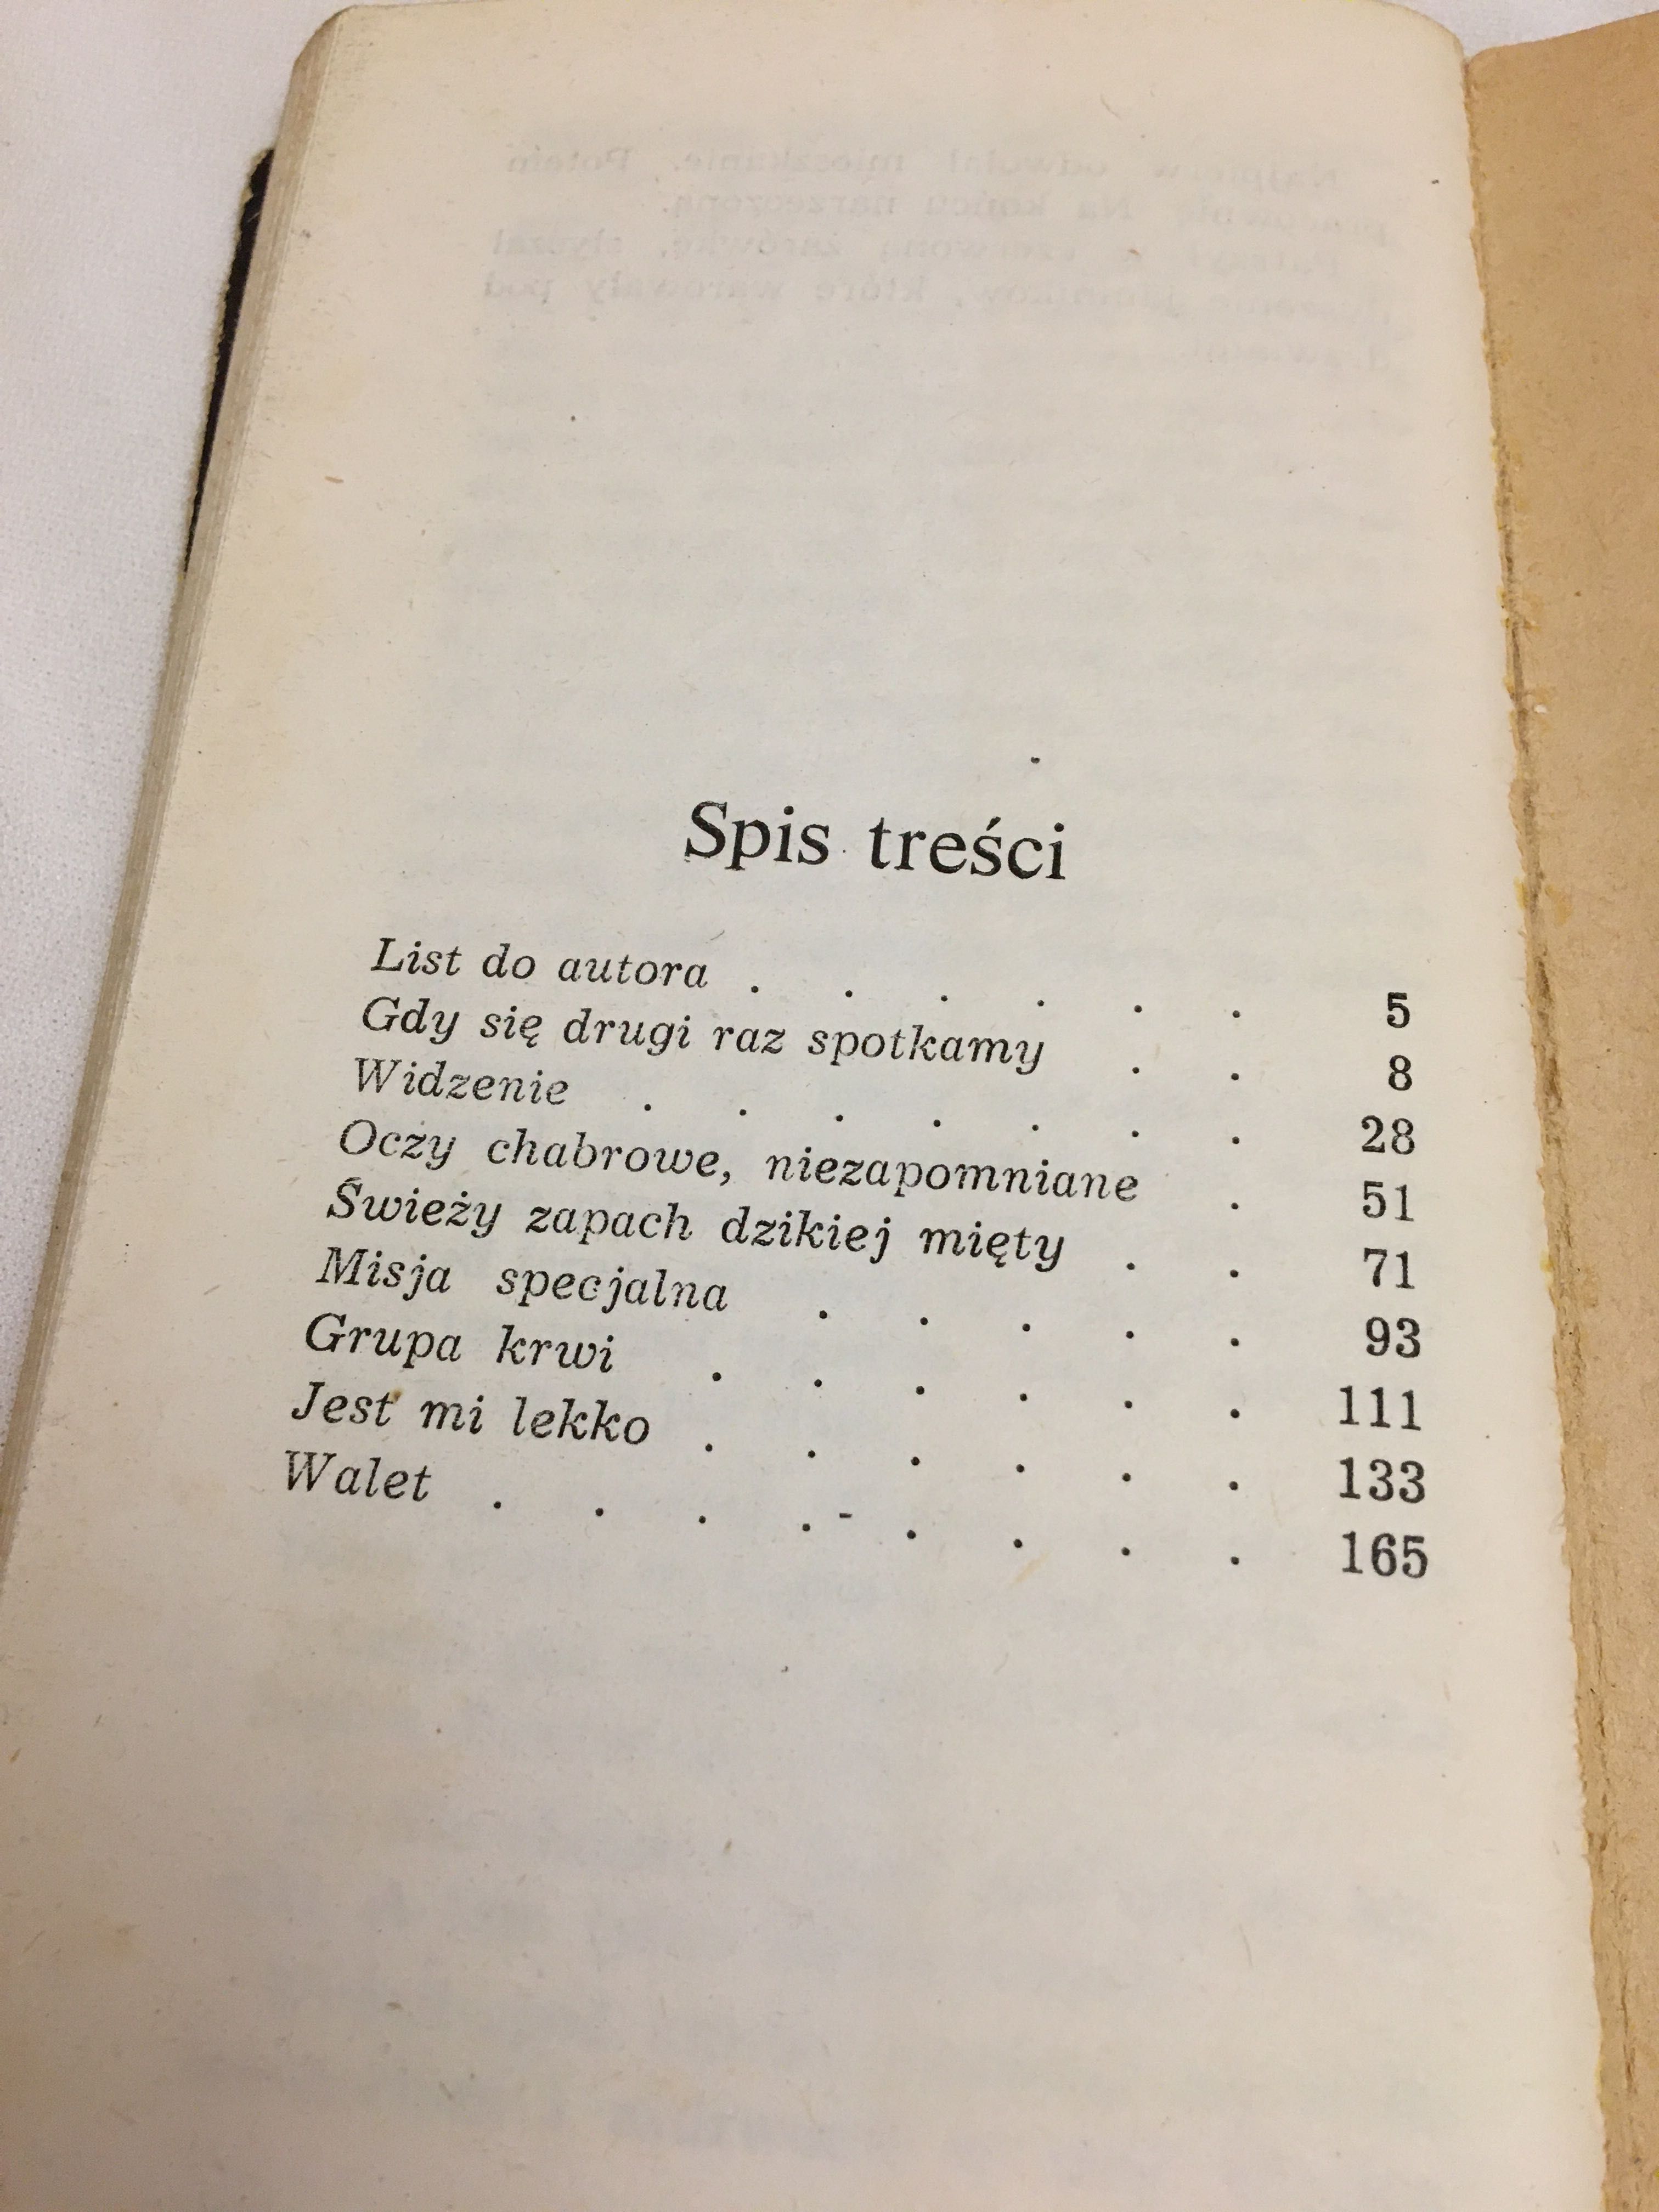 Spis treści
List do autora . . . . . . 5
Gdy się drugi raz spotkamy . . 8
Widzenie . . . . . . . 28
Oczy chabrowe, niezapomniane . 51
Świeży zapach dzikiej mięty . . 71
Misja specjalna . . . . . 93
Grupa krwi . . . . . . 111
Jest mi lekko . . . . . . 133
Walet . . . . . . . . 165